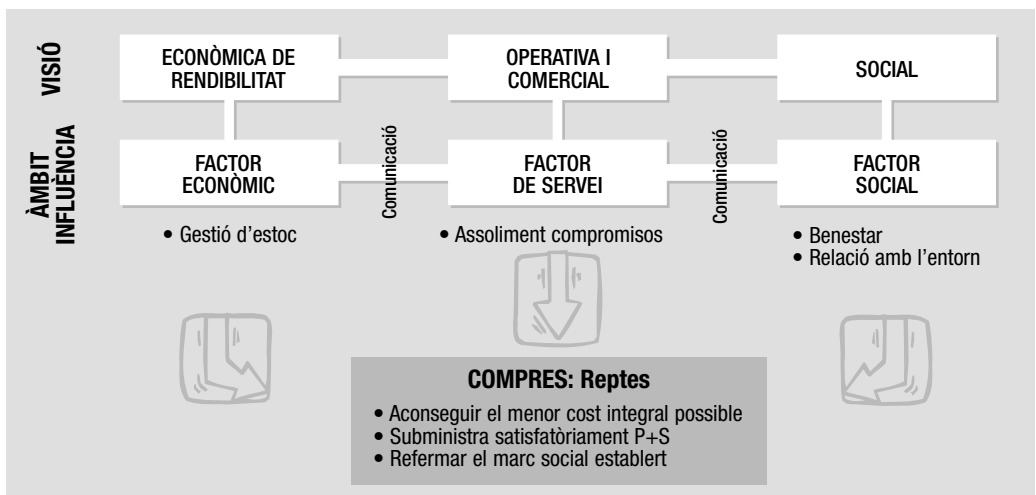 VISIÓ
ECONÒMICA DE
RENDIBILITAT
OPERATIVA I
COMERCIAL
SOCIAL
ÀMBIT
INFLUÈNCIA
FACTOR
ECONÒMIC
Comunicació
FACTOR
DE SERVEI
Comunicació
FACTOR
SOCIAL
• Gestió d'estoc
• Assoliment compromisos
• Benestar
• Relació amb l'entorn
COMPRES: Reptes
• Aconseguir el menor cost integral possible
• Subministra satisfatòriament P+S
• Refermar el marc social establert